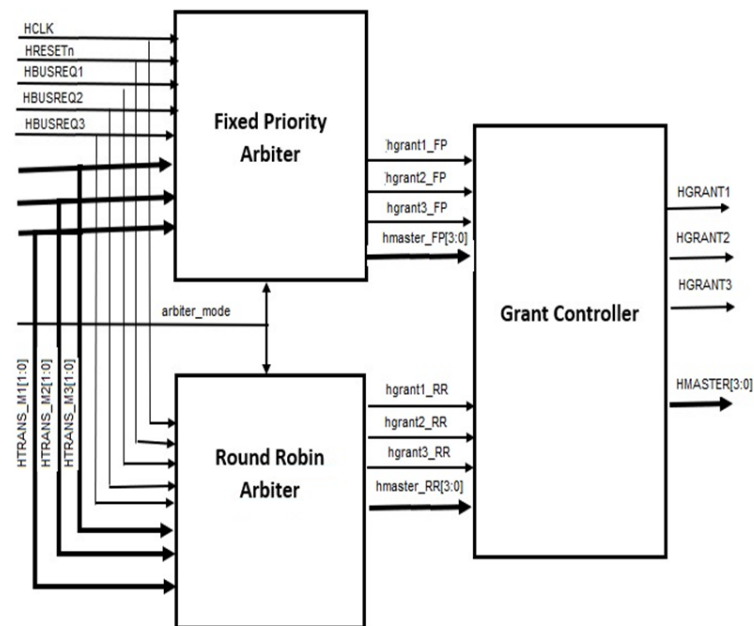 HCLK
HRESETn
HBUSREQ1
HBUSREQ2
HBUSREQ3
Fixed Priority
Arbiter
hgrant1_FP
hgrant2_FP
hgrant3_FP
hmaster_FP[3:0]
HGRANT1
HGRANT2
HGRANT3
HMASTER[3:0]
Grant Controller
arbiter_mode
HTRANS_M1[1:0]
HTRANS_M2[1:0]
HTRANS_M3[1:0]
Round Robin
Arbiter
hgrant1_RR
hgrant2_RR
hgrant3_RR
hmaster_RR[3:0]